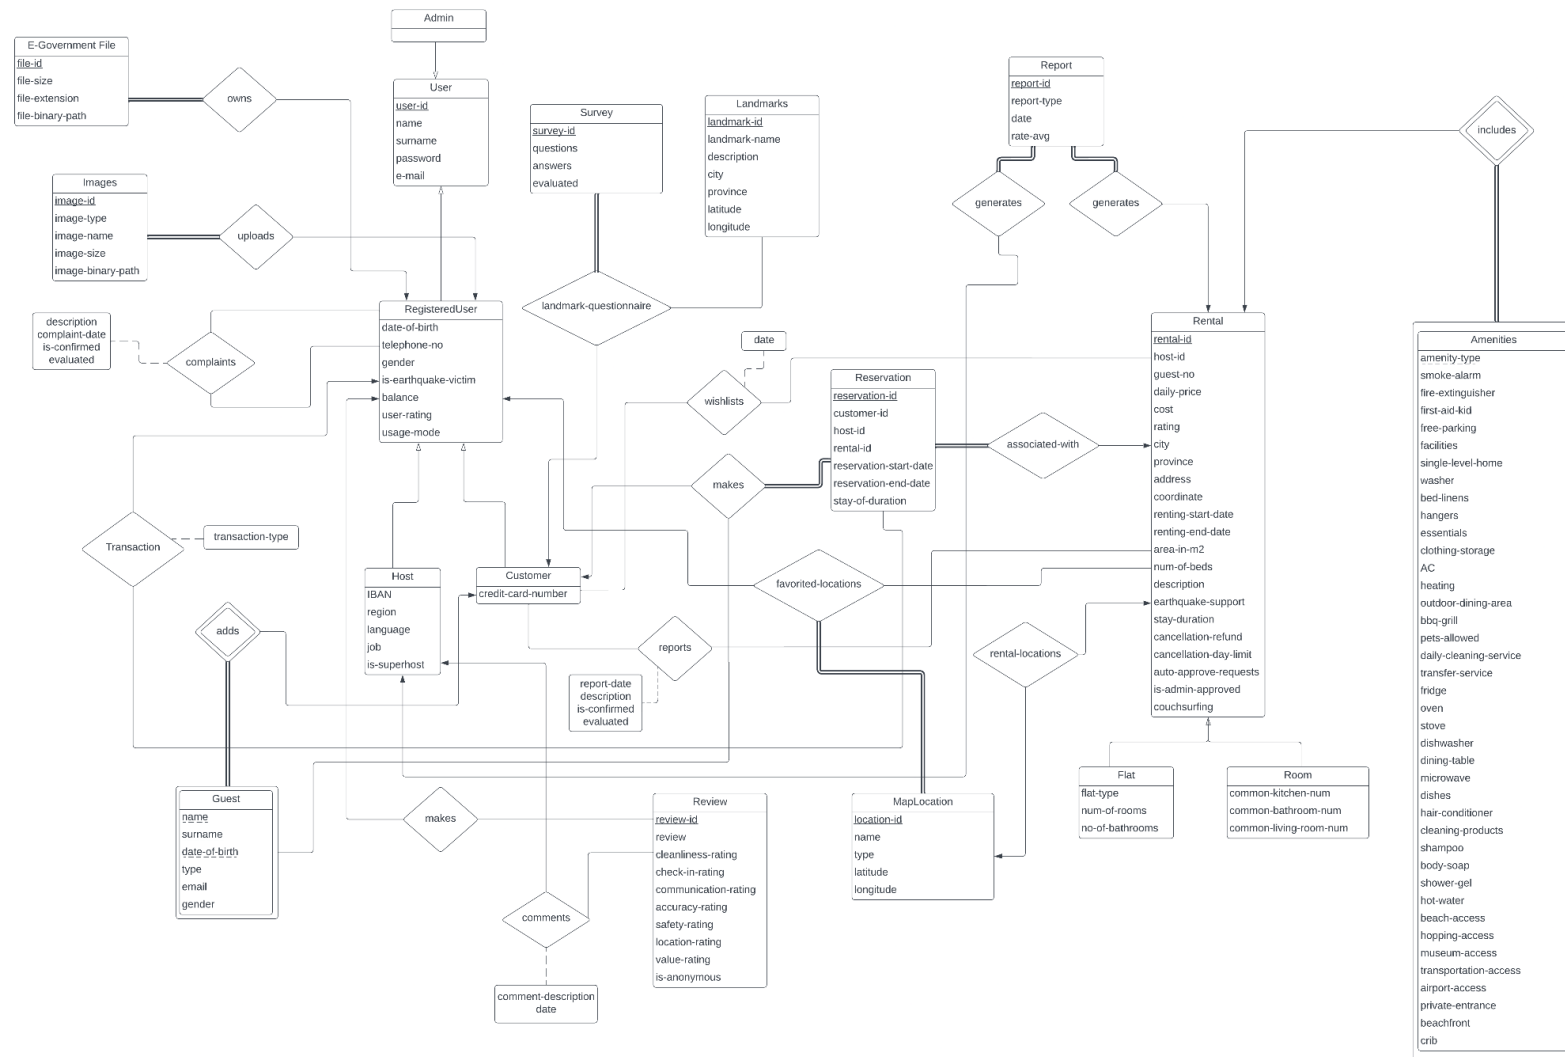 Admin
E-Government File
file-id
file-size
file-extension
file-binary-path
owns
User
user-id
name
surname
password
e-mail
Survey
survey-id
questions
answers
evaluated
Landmarks
landmark-id
landmark-name
description
city
province
latitude
longitude
Report
report-id
report-type
date
rate-avg
includes
Images
image-id
image-type
image-name
image-size
image-binary-path
uploads
generates
generates
landmark-questionnaire
description
complaint-date
is-confirmed
evaluated
complaints
RegisteredUser
date-of-birth
telephone-no
gender
is-earthquake-victim
balance
user-rating
usage-mode
date
wishlists
Reservation
reservation-id
customer-id
host-id
rental-id
reservation-start-date
reservation-end-date
stay-of-duration
associated-with
makes
Rental
rental-id
host-id
guest-no
daily-price
cost
rating
city
province
address
coordinate
renting-start-date
renting-end-date
area-in-m2
num-of-beds
description
earthquake-support
stay-duration
cancellation-refund
cancellation-day-limit
auto-approve-requests
is-admin-approved
couchsurfing
Amenities
amenity-type
smoke-alarm
fire-extinguisher
first-aid-kid
free-parking
facilities
single-level-home
washer
bed-linens
hangers
essentials
clothing-storage
AC
heating
outdoor-dining-area
bbq-grill
pets-allowed
daily-cleaning-service
transfer-service
fridge
oven
stove
dishwasher
dining-table
microwave
dishes
hair-conditioner
cleaning-products
shampoo
body-soap
shower-gel
hot-water
beach-access
hopping-access
museum-access
transportation-access
airport-access
private-entrance
beachfront
crib
Transaction
transaction-type
Host
IBAN
region
language
job
is-superhost
Customer
credit-card-number
favorited-locations
adds
reports
report-date
description
is-confirmed
evaluated
rental-locations
Flat
flat-type
num-of-rooms
no-of-bathrooms
Room
common-kitchen-num
common-bathroom-num
common-living-room-num
Guest
name
surname
date-of-birth
type
email
gender
makes
Review
review-id
review
cleanliness-rating
check-in-rating
communication-rating
accuracy-rating
safety-rating
location-rating
value-rating
is-anonymous
MapLocation
location-id
name
type
latitude
longitude
comments
comment-description
date